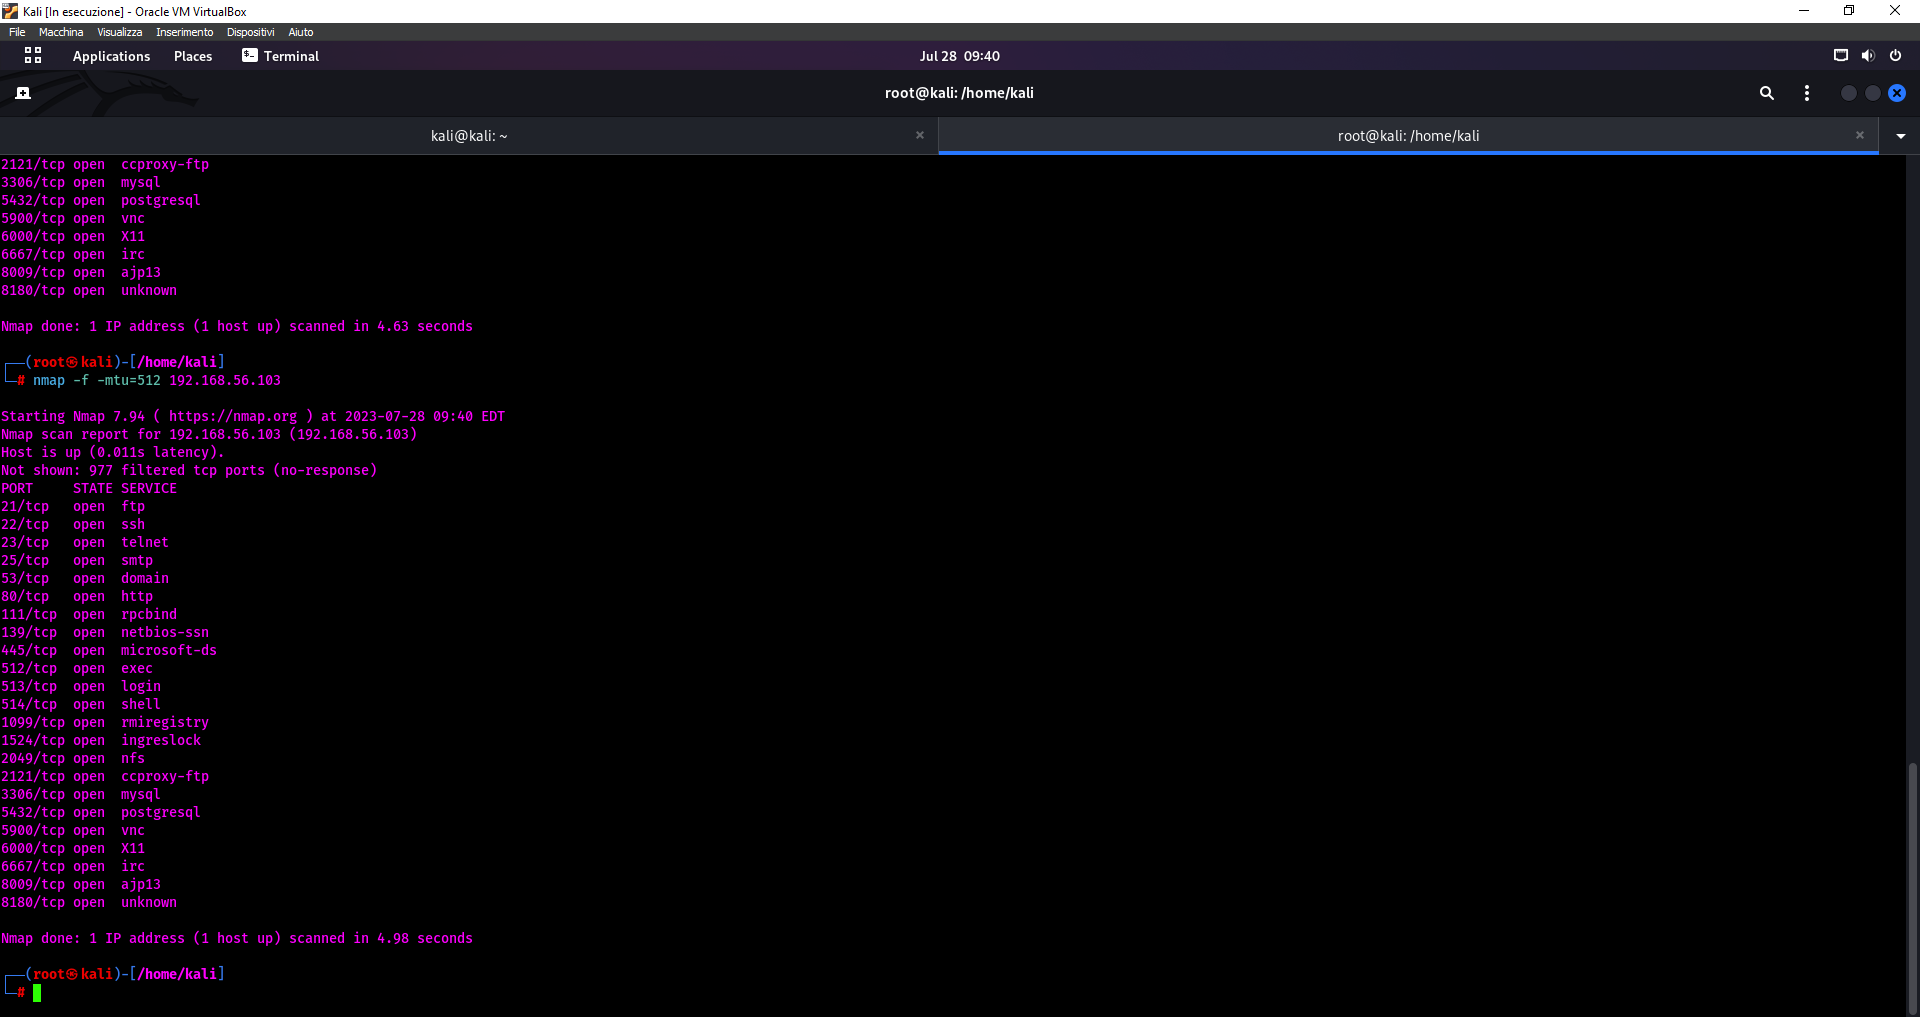 Kali [In esecuzione] - Oracle VM VirtualBox
File Macchina Visualizza Inserimento Dispositivi Aiuto
Applications Places Terminal Jul 28 09:40
root@kali: /home/kali
kali@kali: ~ root@kali: /home/kali
2121/tcp open  ccproxy-ftp
3306/tcp open  mysql
5432/tcp open  postgresql
5900/tcp open  vnc
6000/tcp open  X11
6667/tcp open  irc
8009/tcp open  ajp13
8180/tcp open  unknown
Nmap done: 1 IP address (1 host up) scanned in 4.63 seconds
┌──(root㉿kali)-[/home/kali]
└─# nmap -f -mtu=512 192.168.56.103
Starting Nmap 7.94 ( https://nmap.org ) at 2023-07-28 09:40 EDT
Nmap scan report for 192.168.56.103 (192.168.56.103)
Host is up (0.011s latency).
Not shown: 977 filtered tcp ports (no-response)
PORT     STATE SERVICE
21/tcp   open  ftp
22/tcp   open  ssh
23/tcp   open  telnet
25/tcp   open  smtp
53/tcp   open  domain
80/tcp   open  http
111/tcp  open  rpcbind
139/tcp  open  netbios-ssn
445/tcp  open  microsoft-ds
512/tcp  open  exec
513/tcp  open  login
514/tcp  open  shell
1099/tcp open  rmiregistry
1524/tcp open  ingreslock
2049/tcp open  nfs
2121/tcp open  ccproxy-ftp
3306/tcp open  mysql
5432/tcp open  postgresql
5900/tcp open  vnc
6000/tcp open  X11
6667/tcp open  irc
8009/tcp open  ajp13
8180/tcp open  unknown
Nmap done: 1 IP address (1 host up) scanned in 4.98 seconds
┌──(root㉿kali)-[/home/kali]
└─#